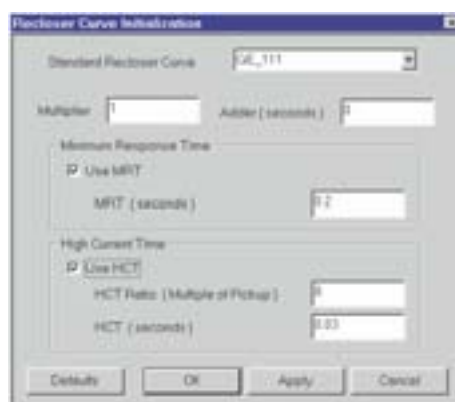 Recloser Curve Initialization
Standard Recloser Curve GE_111
Multiplier 1 Adder ( seconds ) 0
Minimum Response Time
Use MRT
MRT ( seconds ) 0.2
High Current Time
Use HCT
HCT Ratio ( Multiple of Pickup )
HCT ( seconds ) 0.03
Defaults OK Apply Cancel